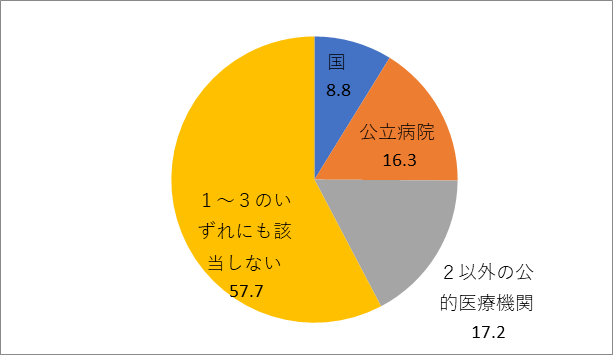 国
8.8
公立病院
16.3
２以外の公
的医療機関
17.2
１～３のい
ずれにも該
当しない
57.7